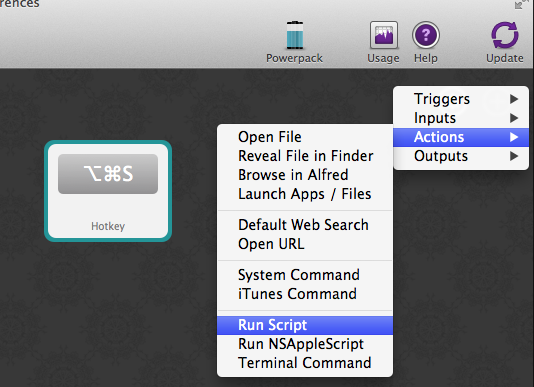 erences
Powerpack
Usage
Help
Update
Triggers
Inputs
Actions
Outputs
Open File
Reveal File in Finder
Browse in Alfred
Launch Apps / Files
Default Web Search
Open URL
System Command
iTunes Command
Run Script
Run NSAppleScript
Terminal Command
⌥⌘S
Hotkey